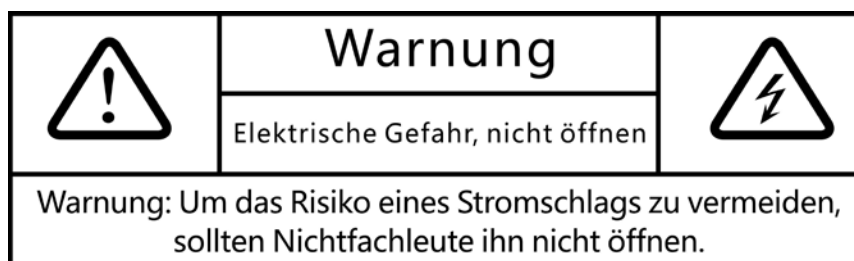 Warnung
Elektrische Gefahr, nicht öffnen
Warnung: Um das Risiko eines Stromschlags zu vermeiden,
sollten Nichtfachleute ihn nicht öffnen.